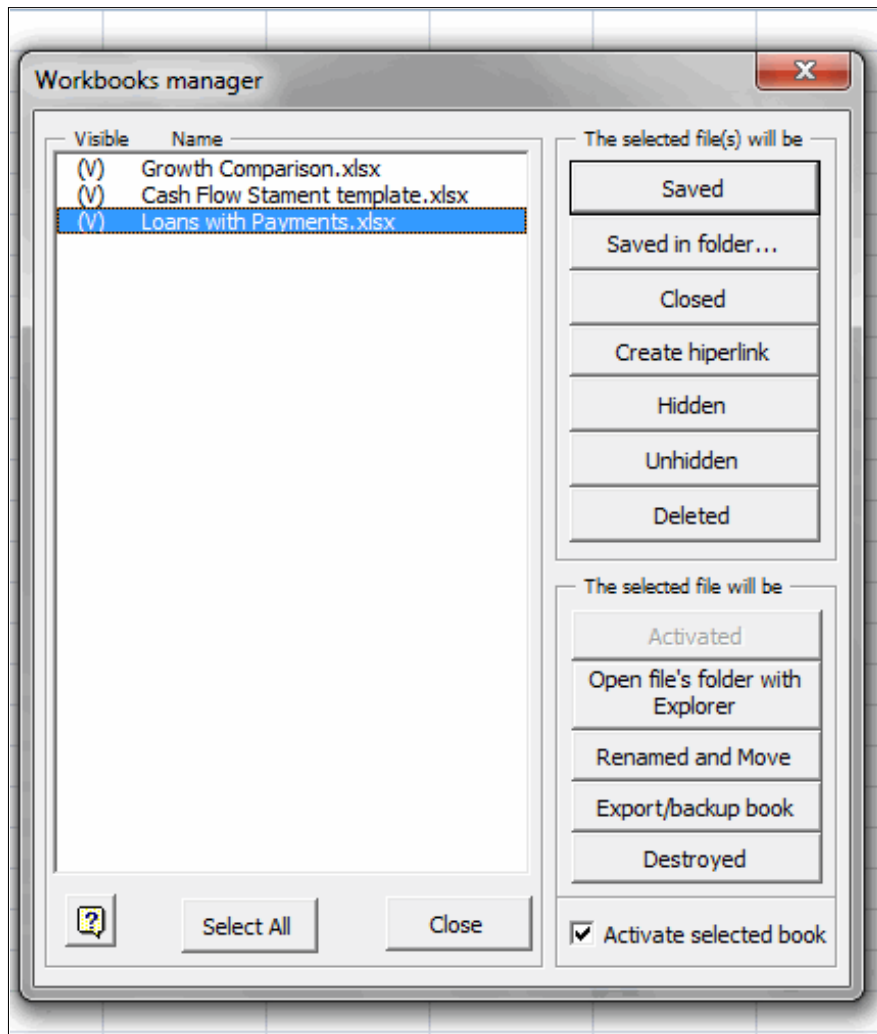 Workbooks manager
Visible Name
(V) Growth Comparison.xlsx
(V) Cash Flow Stament template.xlsx
(V) Loans with Payments.xlsx
Select All
Close
The selected file(s) will be
Saved
Saved in folder...
Closed
Create hiperlink
Hidden
Unhidden
Deleted
The selected file will be
Activated
Open file's folder with
Explorer
Renamed and Move
Export/backup book
Destroyed
Activate selected book